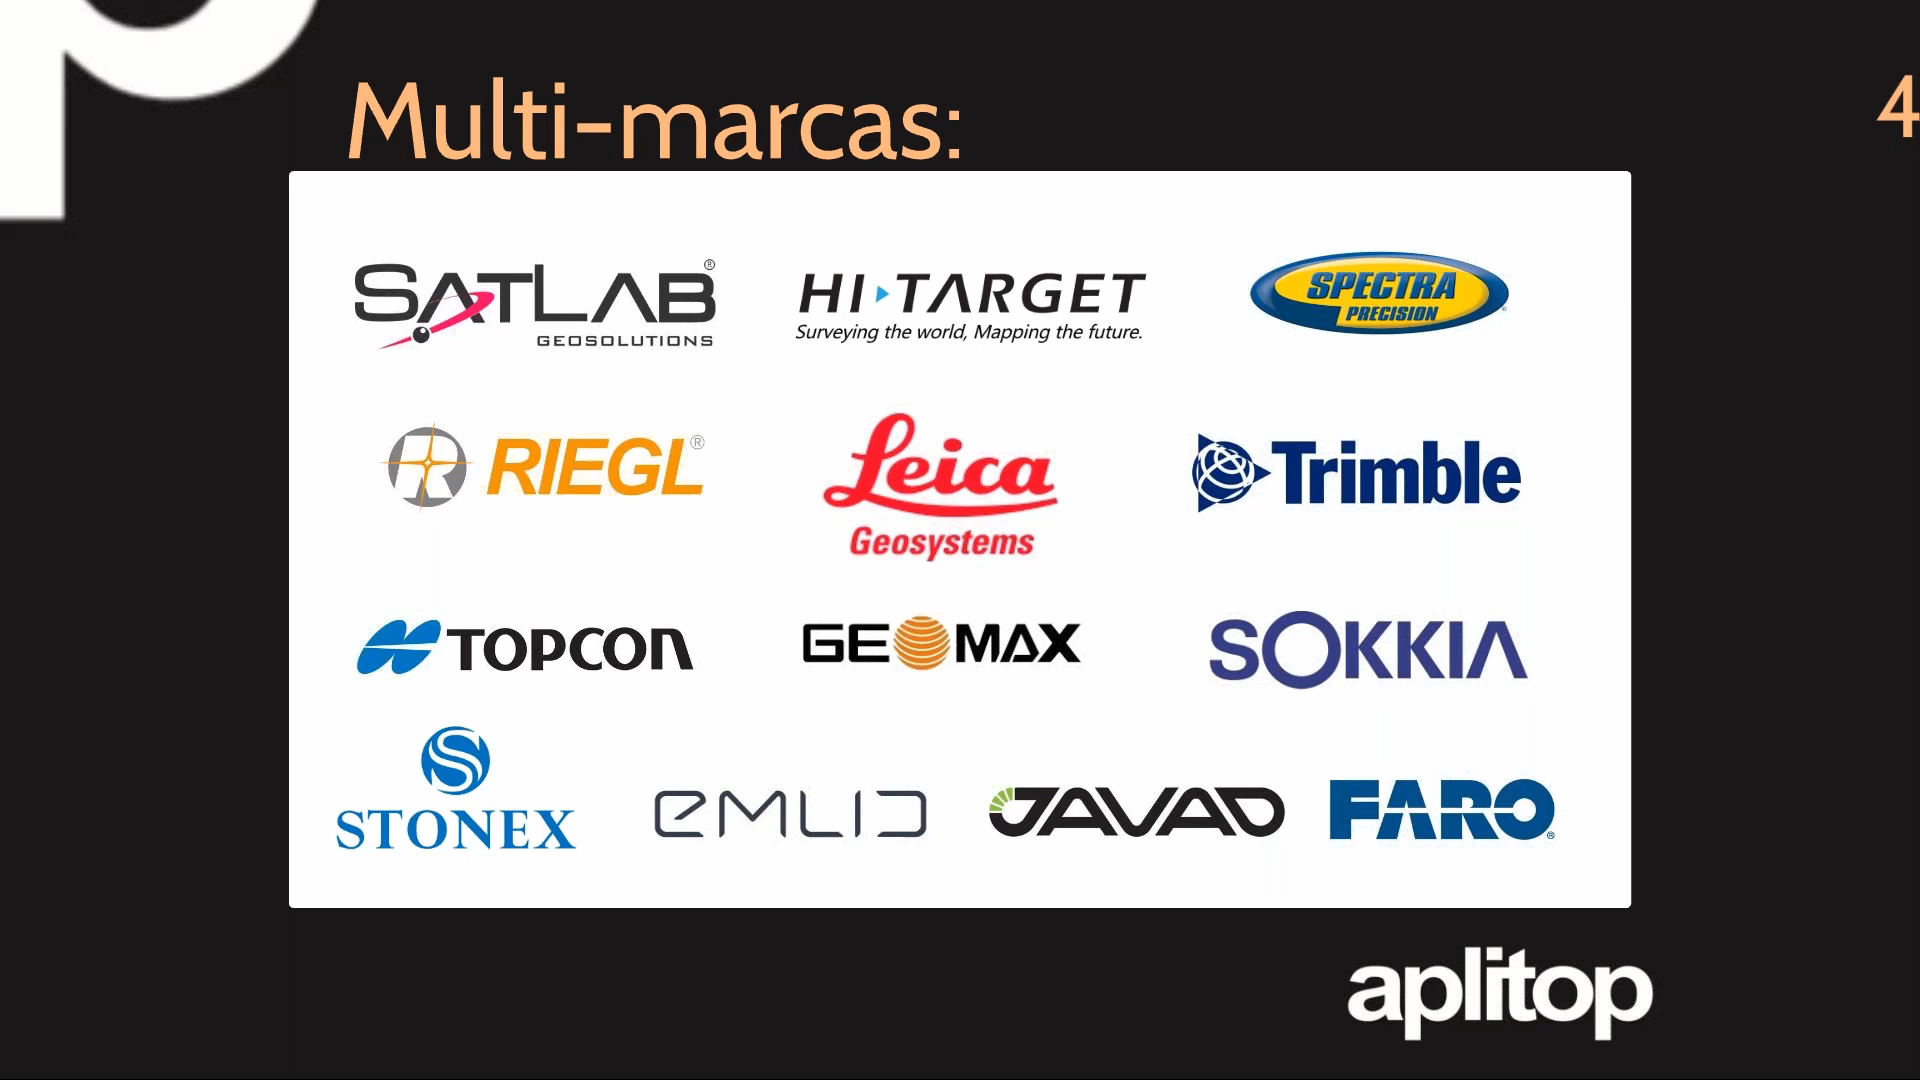 Multi-marcas:
4
SATLAB®
GEOSOLUTIONS
HI TARGET
Surveying the world, Mapping the future.
SPECTRA
PRECISION
RIEGL®
Leica
Geosystems
Trimble
TOPCON
GEOMAX
SOKKIA
STONEX
EMLID
JAVAD
FARO®
aplitop